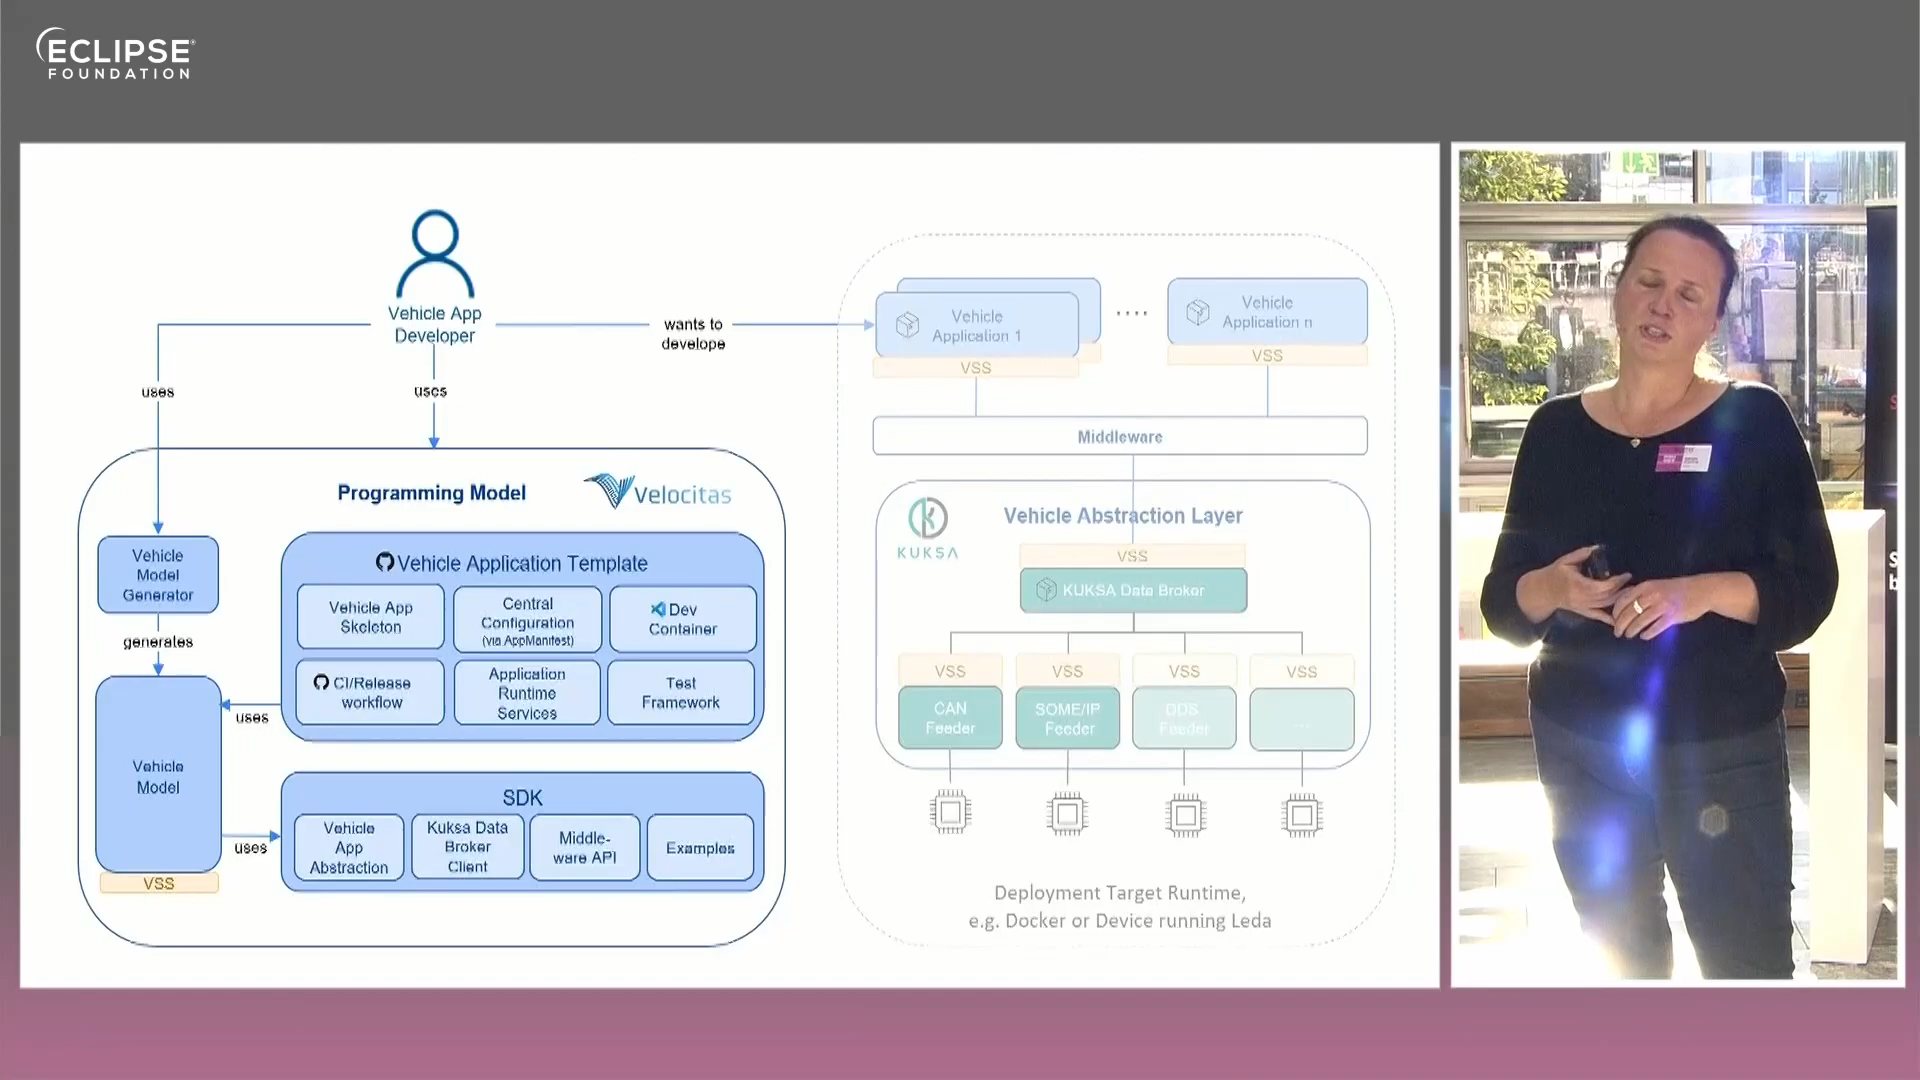 ECLIPSE
FOUNDATION
Vehicle App
Developer
wants to
develope
uses
uses
Vehicle
Application 1
VSS
....
Vehicle
Application n
VSS
Middleware
Programming Model
Velocitas
Vehicle
Model
Generator
generates
Vehicle
Model
VSS
uses
uses
Vehicle Application Template
Vehicle App
Skeleton
Central
Configuration
(via AppManifest)
Dev
Container
CI/Release
workflow
Application
Runtime
Services
Test
Framework
SDK
Vehicle
App
Abstraction
Kuksa Data
Broker
Client
Middle-
ware API
Examples
KUKSA
Vehicle Abstraction Layer
VSS
KUKSA Data Broker
VSS
VSS
VSS
VSS
CAN
Feeder
SOME/IP
Feeder
DDS
Feeder
...
Deployment Target Runtime,
e.g. Docker or Device running Leda